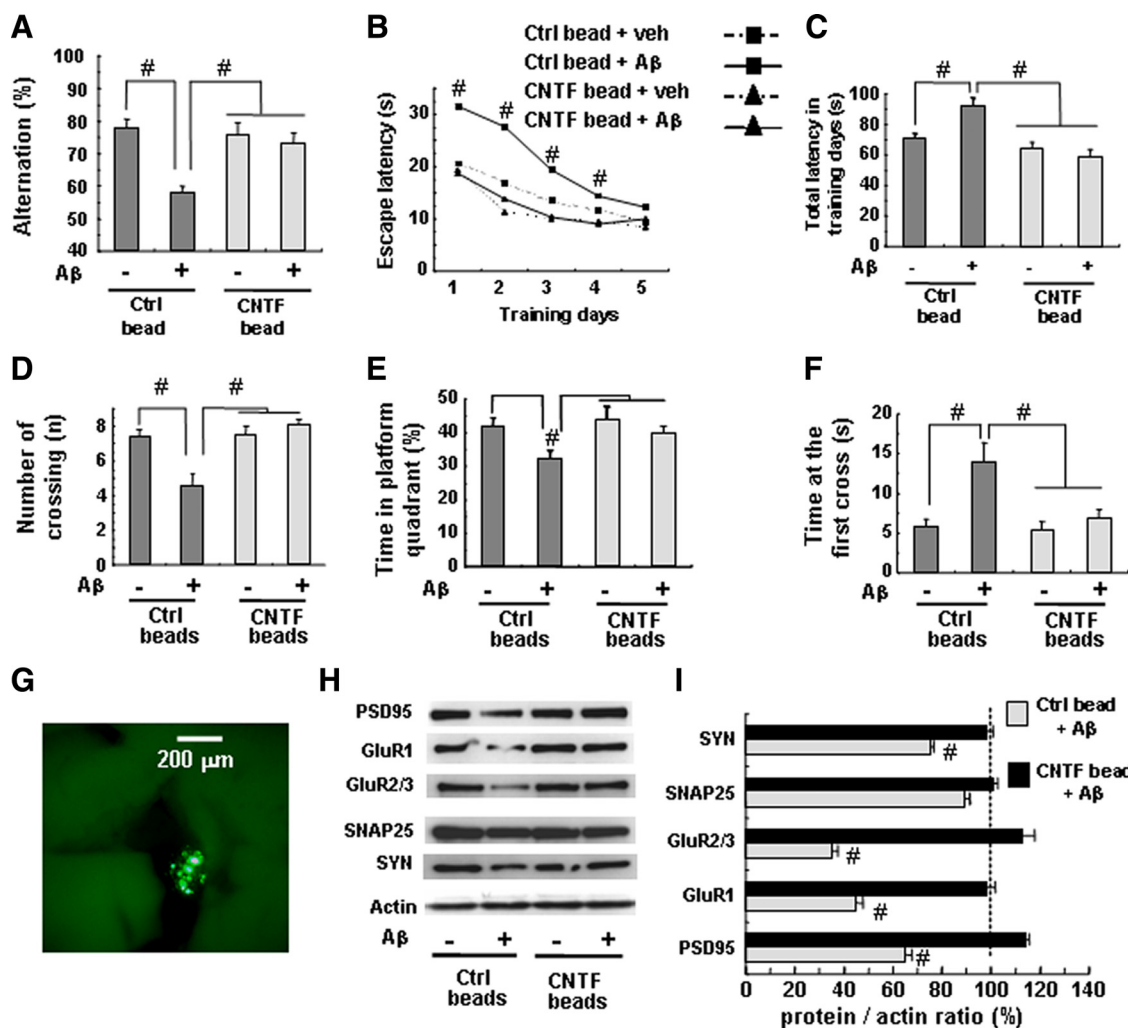 A
Alternation (%)
80
70
60
50
40
#
#
Aβ
- + - +
Ctrl
bead
CNTF
bead
B
Ctrl bead + veh
Ctrl bead + Aβ
CNTF bead + veh
CNTF bead + Aβ
Escape latency (s)
30
20
10
0
#
#
#
#
1 2 3 4 5
Training days
C
Total latency in
training days (s)
100
80
60
40
20
0
#
#
Aβ
- + - +
Ctrl
bead
CNTF
bead
D
Number of
crossing (n)
8
6
4
2
0
#
#
Aβ
- + - +
Ctrl
beads
CNTF
beads
E
Time in platform
quadrant (%)
50
40
30
20
10
0
#
Aβ
- + - +
Ctrl
beads
CNTF
beads
F
Time at the
first cross (s)
20
15
10
5
0
#
#
Aβ
- + - +
Ctrl
beads
CNTF
beads
G
200 μm
H
PSD95
GluR1
GluR2/3
SNAP25
SYN
Actin
Aβ
- + - +
Ctrl
beads
CNTF
beads
I
Ctrl bead
+ Aβ
CNTF bead
+ Aβ
SYN
#
SNAP25
GluR2/3
#
GluR1
#
PSD95
#
0 20 40 60 80 100 120 140
protein / actin ratio (%)